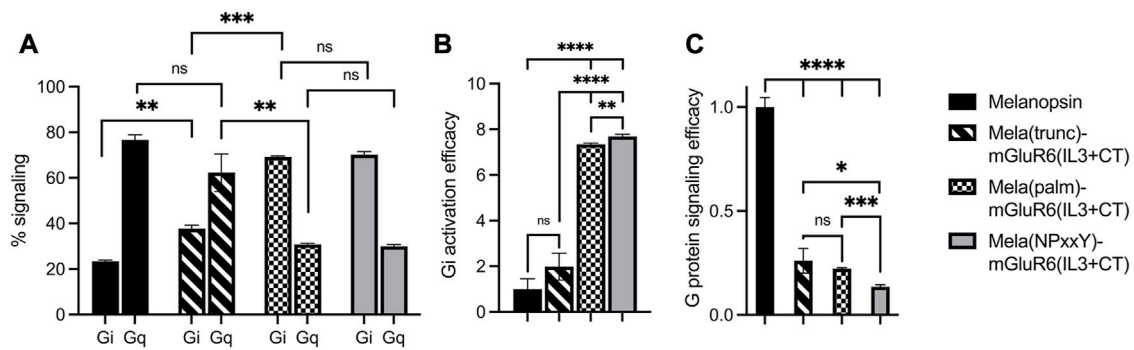 A
***
ns
ns
ns
**
**
100
80
60
40
20
0
% signaling
Gi Gq Gi Gq Gi Gq Gi Gq
B
****
****
**
ns
10
8
6
4
2
0
Gi activation efficacy
C
****
*
***
ns
1.0
0.5
0.0
G protein signaling efficacy
Melanopsin
Mela(trunc)-
mGluR6(IL3+CT)
Mela(palm)-
mGluR6(IL3+CT)
Mela(NPxxY)-
mGluR6(IL3+CT)